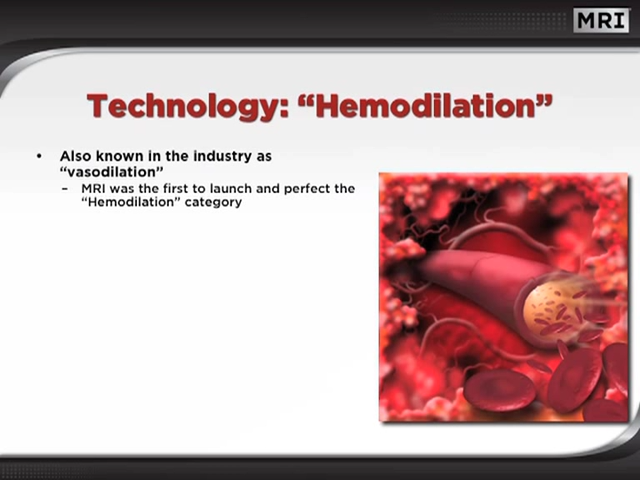 MRI
Technology: “Hemodilation”
• Also known in the industry as
“vasodilation”
– MRI was the first to launch and perfect the
“Hemodilation” category